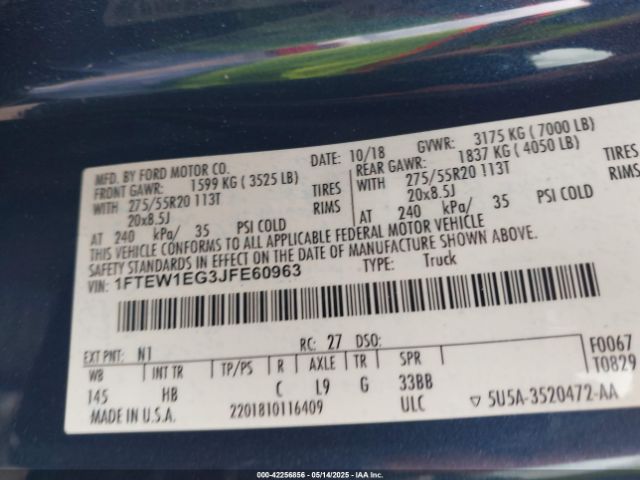 MFD. BY FORD MOTOR CO. DATE: 10/18 GVWR: 3175 KG ( 7000 LB)
FRONT GAWR: 1599 KG ( 3525 LB) REAR GAWR: 1837 KG ( 4050 LB)
WITH 275/55R20 113T TIRES WITH 275/55R20 113T TIRES
20x8.5J RIMS 20x8.5J RIMS
AT 240 kPa/ 35 PSI COLD AT 240 kPa/ 35 PSI COLD
THIS VEHICLE CONFORMS TO ALL APPLICABLE FEDERAL MOTOR VEHICLE
SAFETY STANDARDS IN EFFECT ON THE DATE OF MANUFACTURE SHOWN ABOVE.
VIN: 1FTEW1EG3JFE60963 TYPE: Truck
EXT PNT: N1 RC: 27 DSO: F0067
WB INT TR TP/PS R AXLE TR SPR T0829
145 HB C L9 G 33BB
MADE IN U.S.A. 2201810116409 ULC ▽ 5U5A-3520472-AA
000-42256856 - 05/14/2025 - IAA Inc.